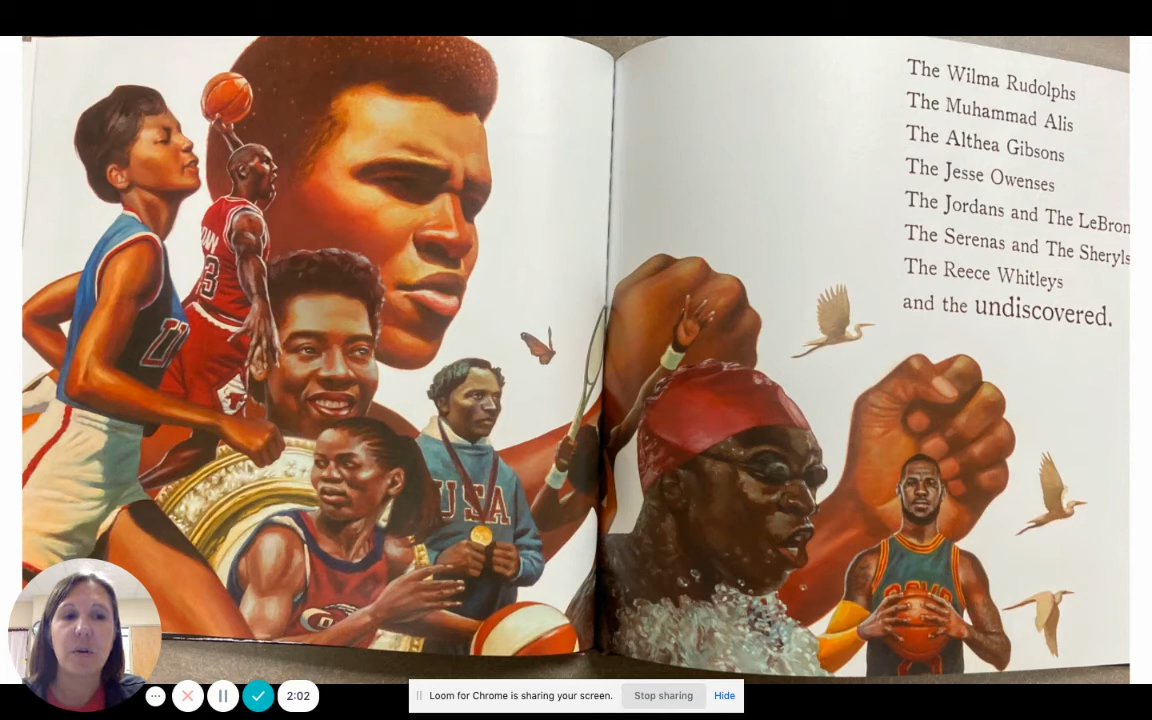 The Wilma Rudolphs
The Muhammad Alis
The Althea Gibsons
The Jesse Owenses
The Jordans and The LeBron
The Serenas and The Sheryls
The Reece Whitleys
and the undiscovered.
USA
2:02
Loom for Chrome is sharing your screen.
Stop sharing
Hide